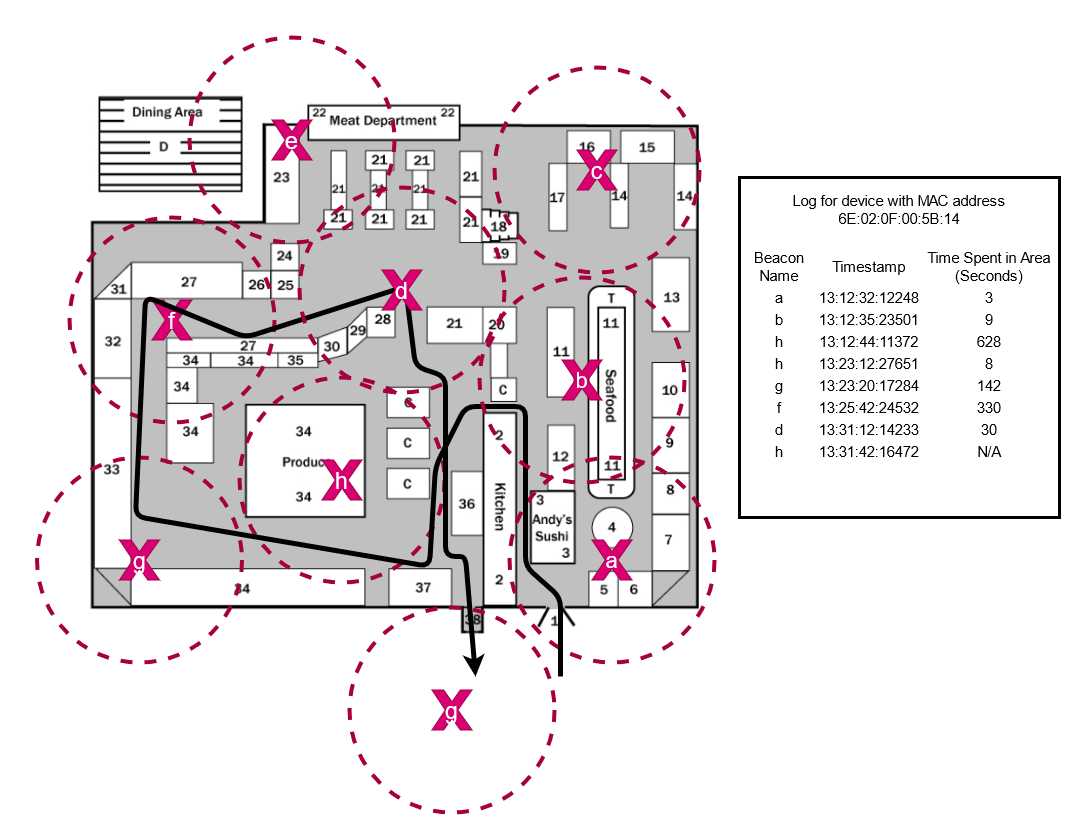 Dining Area
D
22 Meat Department 22
e
23
21
21
21
21
21
21
21
21
21
21
21
18
19
16
15
c
17
14
14
24
25
26
27
31
f
32
27
28
29
30
34
34
35
34
34
33
d
21
20
C
C
C
C
11
T
11
Seafood
11
T
b
13
10
9
8
7
12
34
Produc
34
h
36
2
Kitchen
2
3
Andy's
Sushi
3
4
a
5
6
g
34
37
38
1
g
Log for device with MAC address
6E:02:0F:00:5B:14
Beacon Name Timestamp Time Spent in Area (Seconds)
a 13:12:32:12248 3
b 13:12:35:23501 9
h 13:12:44:11372 628
h 13:23:12:27651 8
g 13:23:20:17284 142
f 13:25:42:24532 330
d 13:31:12:14233 30
h 13:31:42:16472 N/A